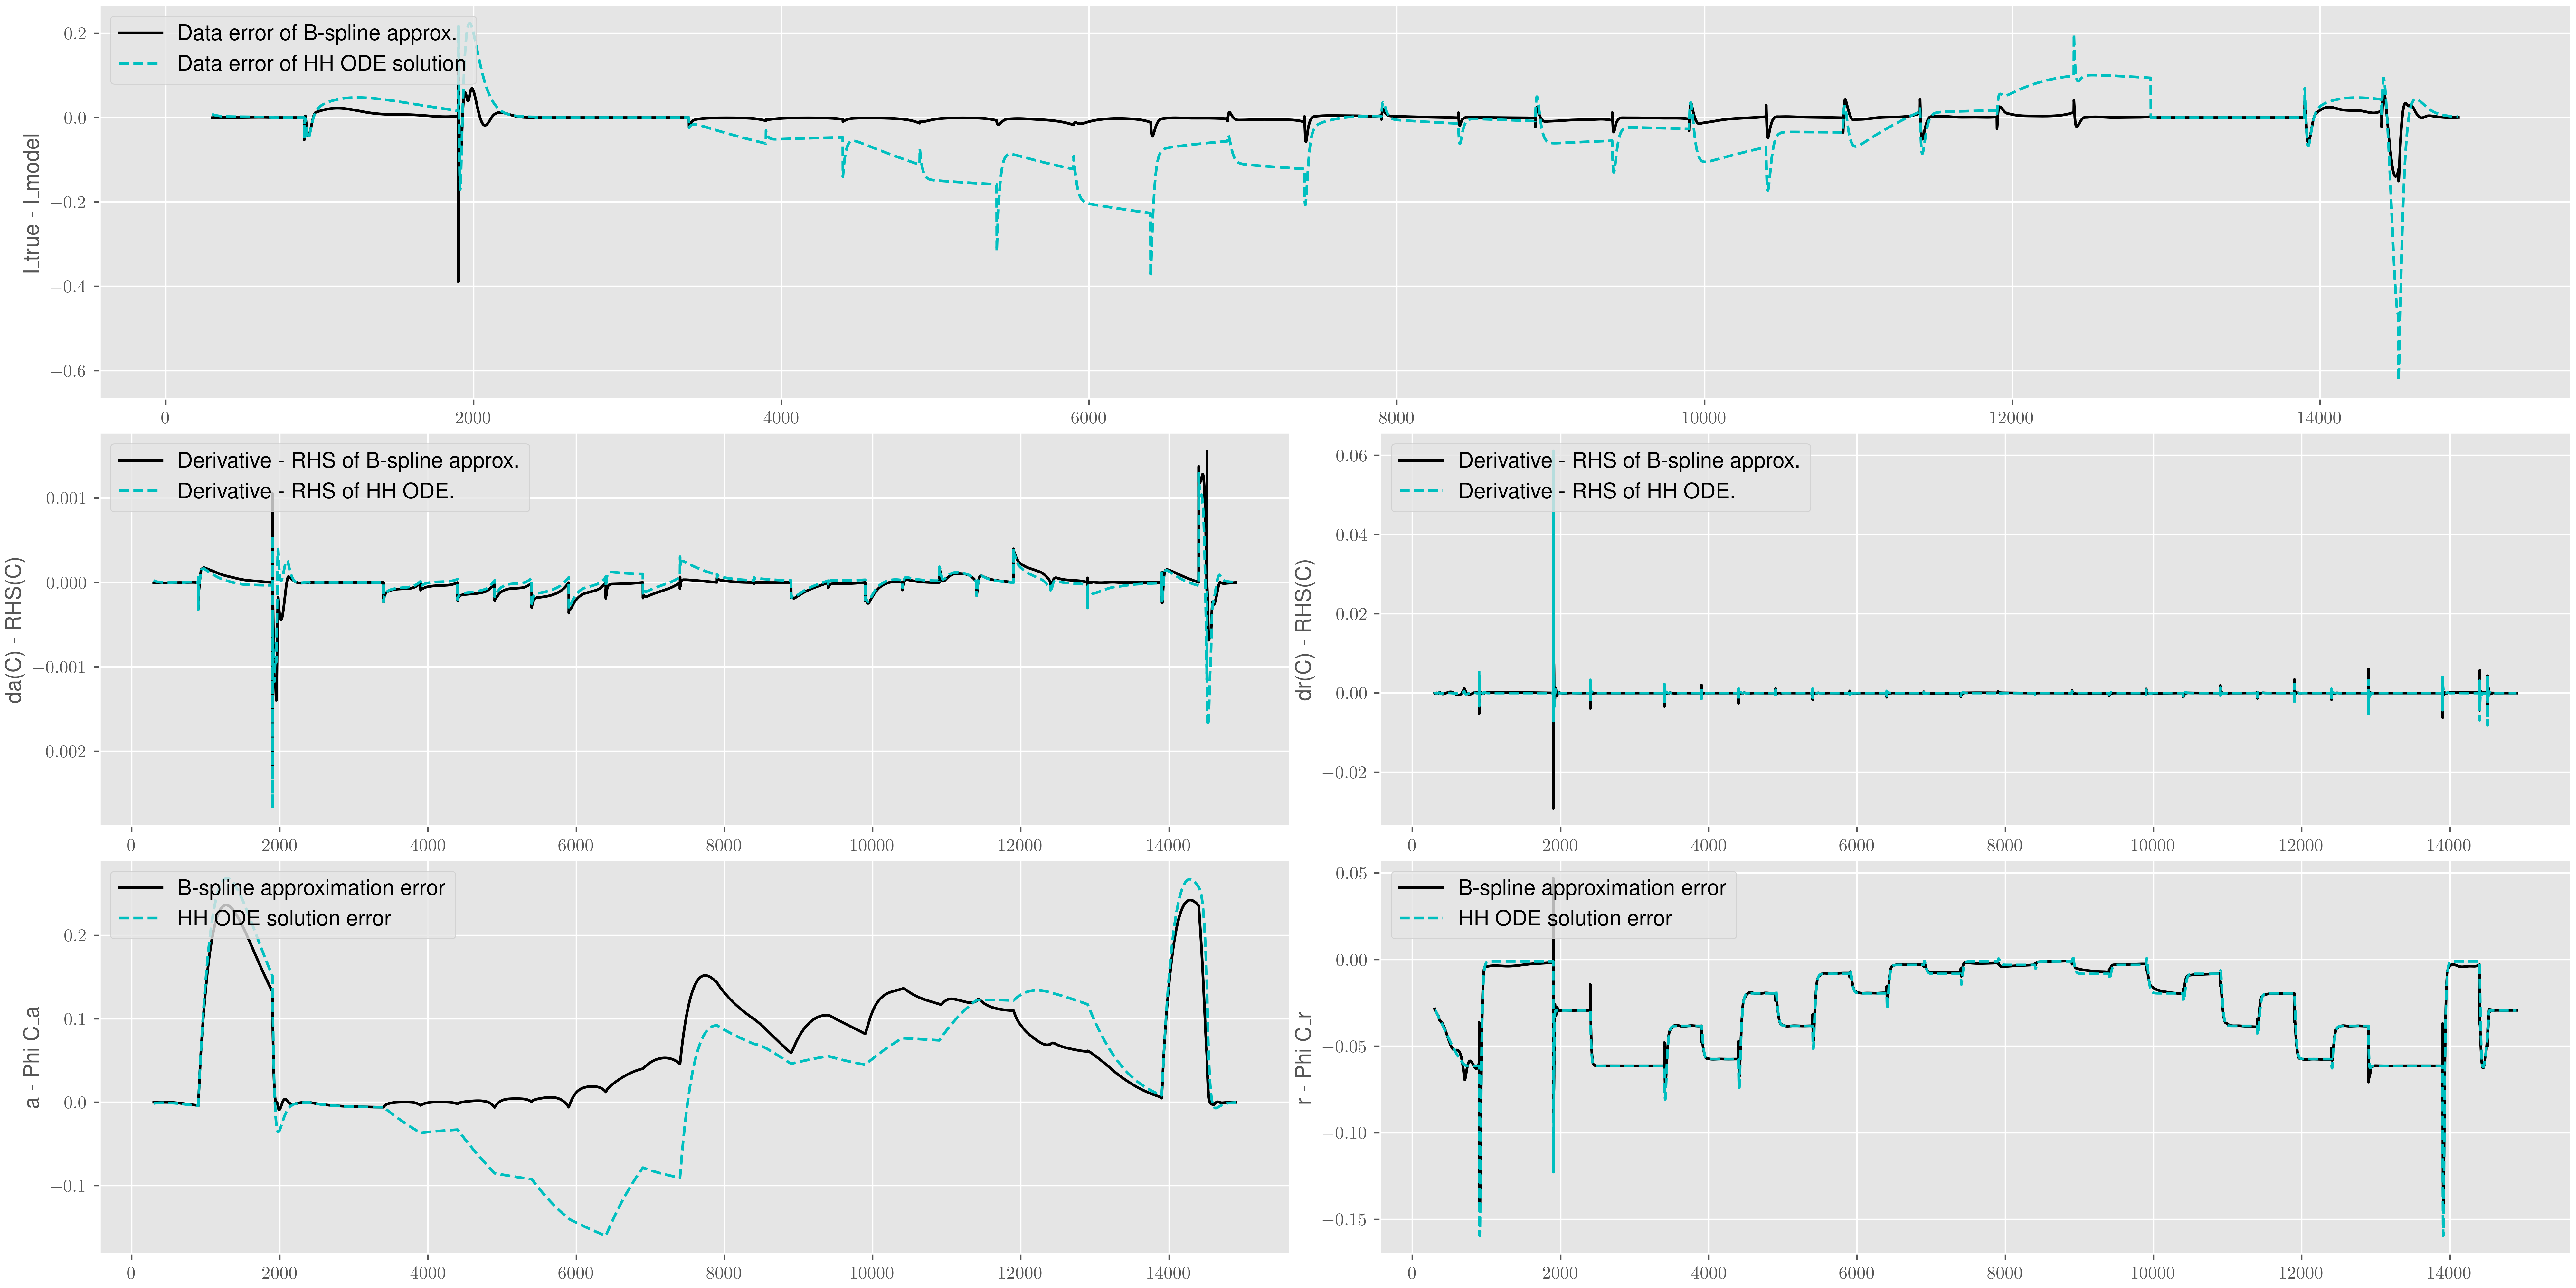 Data error of B-spline approx.
Data error of HH ODE solution
I_true - I_model
0.2
0.0
−0.2
−0.4
−0.6
0 2000 4000 6000 8000 10000 12000 14000
Derivative - RHS of B-spline approx.
Derivative - RHS of HH ODE.
da(C) - RHS(C)
0.001
0.000
−0.001
−0.002
0 2000 4000 6000 8000 10000 12000 14000
Derivative - RHS of B-spline approx.
Derivative - RHS of HH ODE.
dr(C) - RHS(C)
0.06
0.04
0.02
0.00
−0.02
0 2000 4000 6000 8000 10000 12000 14000
B-spline approximation error
HH ODE solution error
a - Phi C_a
0.2
0.1
0.0
−0.1
0 2000 4000 6000 8000 10000 12000 14000
B-spline approximation error
HH ODE solution error
r - Phi C_r
0.05
0.00
−0.05
−0.10
−0.15
0 2000 4000 6000 8000 10000 12000 14000